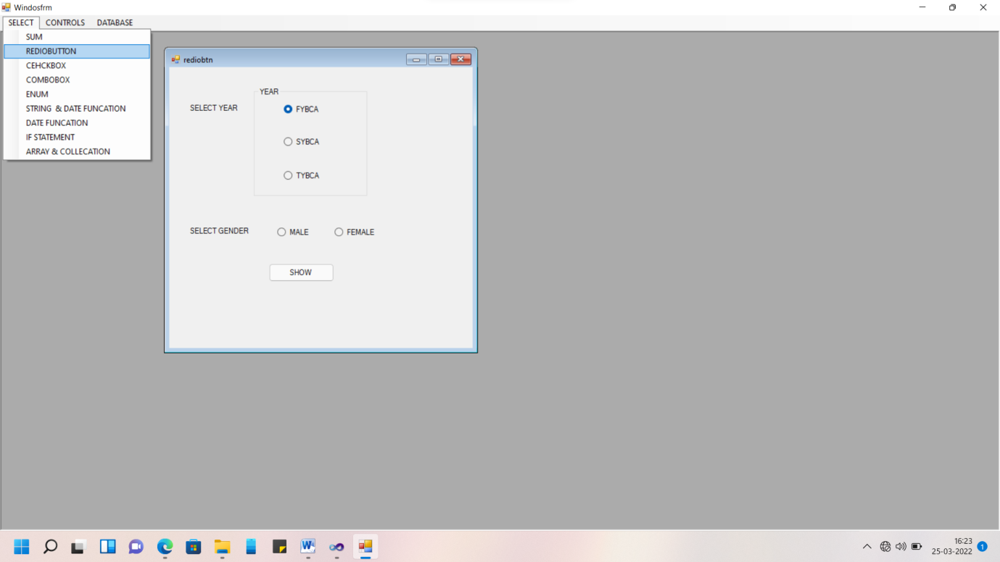 Windosfrm
SELECT CONTROLS DATABASE
SUM
REDIOBUTTON
CEHCKBOX
COMBOBOX
ENUM
STRING & DATE FUNCATION
DATE FUNCATION
IF STATEMENT
ARRAY & COLLECATION
rediobtn
YEAR
SELECT YEAR
FYBCA
SYBCA
TYBCA
SELECT GENDER MALE FEMALE
SHOW
16:23
25-03-2022
1